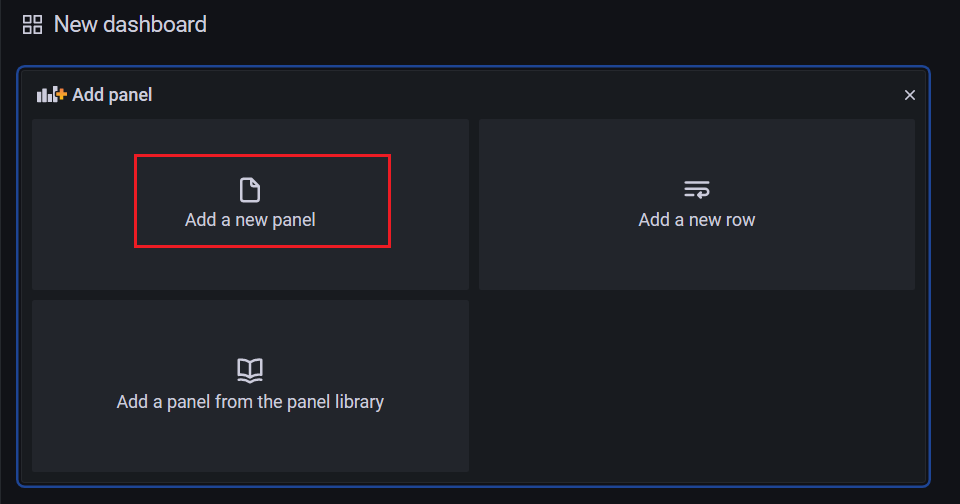 New dashboard
Add panel
Add a new panel
Add a new row
Add a panel from the panel library